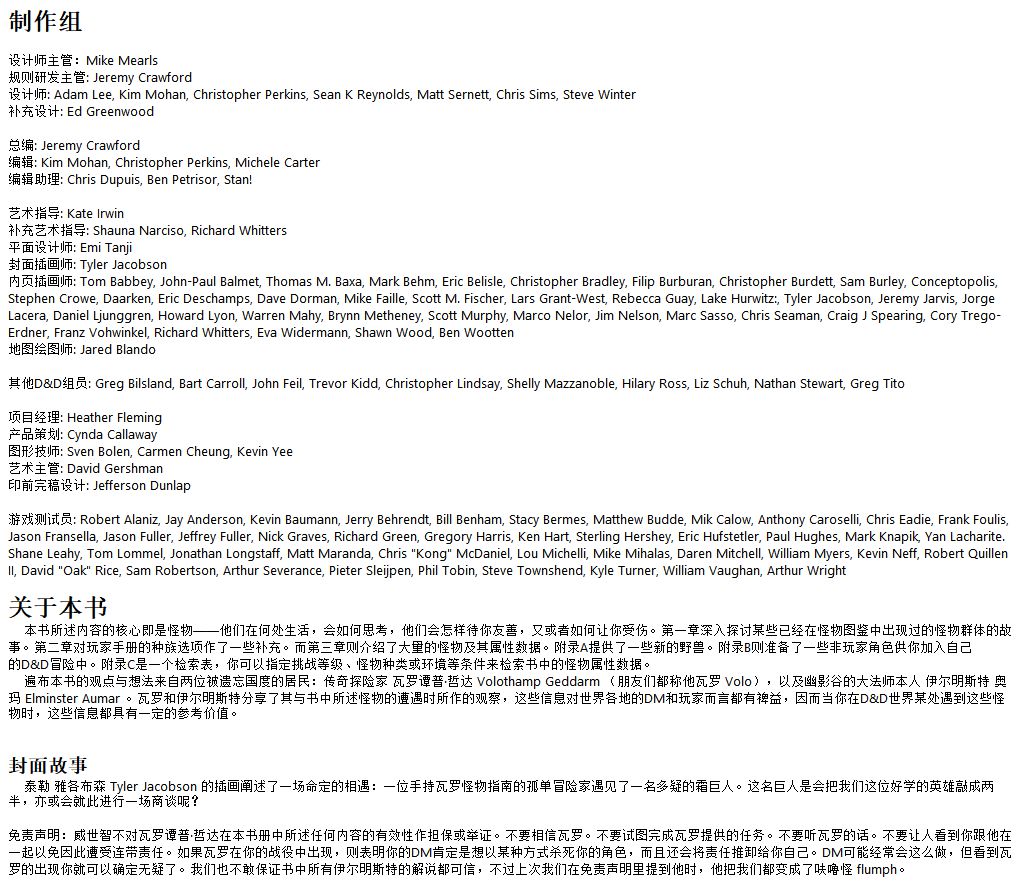 制作组
设计师主管：Mike Mearls
规则研发主管: Jeremy Crawford
设计师: Adam Lee, Kim Mohan, Christopher Perkins, Sean K Reynolds, Matt Sernett, Chris Sims, Steve Winter
补充设计: Ed Greenwood
总编: Jeremy Crawford
编辑: Kim Mohan, Christopher Perkins, Michele Carter
编辑助理: Chris Dupuis, Ben Petrisor, Stan!
艺术指导: Kate Irwin
补充艺术指导: Shauna Narciso, Richard Whitters
平面设计师: Emi Tanji
封面插画师: Tyler Jacobson
内页插画师: Tom Babbey, John-Paul Balmet, Thomas M. Baxa, Mark Behm, Eric Belisle, Christopher Bradley, Filip Burburan, Christopher Burdett, Sam Burley, Conceptopolis,
Stephen Crowe, Daarken, Eric Deschamps, Dave Dorman, Mike Faille, Scott M. Fischer, Lars Grant-West, Rebecca Guay, Lake Hurwitz:, Tyler Jacobson, Jeremy Jarvis, Jorge
Lacera, Daniel Ljunggren, Howard Lyon, Warren Mahy, Brynn Metheney, Scott Murphy, Marco Nelor, Jim Nelson, Marc Sasso, Chris Seaman, Craig J Spearing, Cory Trego-
Erdner, Franz Vohwinkel, Richard Whitters, Eva Widermann, Shawn Wood, Ben Wootten
地图绘图师: Jared Blando
其他D&D组员: Greg Bilsland, Bart Carroll, John Feil, Trevor Kidd, Christopher Lindsay, Shelly Mazzanoble, Hilary Ross, Liz Schuh, Nathan Stewart, Greg Tito
项目经理: Heather Fleming
产品策划: Cynda Callaway
图形技师: Sven Bolen, Carmen Cheung, Kevin Yee
艺术主管: David Gershman
印前完稿设计: Jefferson Dunlap
游戏测试员: Robert Alaniz, Jay Anderson, Kevin Baumann, Jerry Behrendt, Bill Benham, Stacy Bermes, Matthew Budde, Mik Calow, Anthony Caroselli, Chris Eadie, Frank Foulis,
Jason Fransella, Jason Fuller, Jeffrey Fuller, Nick Graves, Richard Green, Gregory Harris, Ken Hart, Sterling Hershey, Eric Hufstetler, Paul Hughes, Mark Knapik, Yan Lacharite.
Shane Leahy, Tom Lommel, Jonathan Longstaff, Matt Maranda, Chris "Kong" McDaniel, Lou Michelli, Mike Mihalas, Daren Mitchell, William Myers, Kevin Neff, Robert Quillen
II, David "Oak" Rice, Sam Robertson, Arthur Severance, Pieter Sleijpen, Phil Tobin, Steve Townshend, Kyle Turner, William Vaughan, Arthur Wright
关于本书
本书所述内容的核心即是怪物——他们在何处生活，会如何思考，他们会怎样待你友善，又或者如何让你受伤。第一章深入探讨某些已经在怪物图鉴中出现过的怪物群体的故
事。第二章对玩家手册的种族选项作了一些补充。而第三章则介绍了大量的怪物及其属性数据。附录A提供了一些新的野兽。附录B则准备了一些非玩家角色供你加入自己
的D&D冒险中。附录C是一个检索表，你可以指定挑战等级、怪物种类或环境等条件来检索书中的怪物属性数据。
遍布本书的观点与想法来自两位被遗忘国度的居民：传奇探险家 瓦罗谭普·哲达 Volothamp Geddarm （朋友们都称他瓦罗 Volo），以及幽影谷的大法师本人 伊尔明斯特 奥
玛 Elminster Aumar 。瓦罗和伊尔明斯特分享了其与书中所述怪物的遭遇时所作的观察，这些信息对世界各地的DM和玩家而言都有裨益，因而当你在D&D世界某处遇到这些怪
物时，这些信息都具有一定的参考价值。
封面故事
泰勒 雅各布森 Tyler Jacobson 的插画阐述了一场命定的相遇：一位手持瓦罗怪物指南的孤单冒险家遇见了一名多疑的霜巨人。这名巨人是会把我们这位好学的英雄敲成两
半，亦或会就此进行一场商谈呢？
免责声明：威世智不对瓦罗谭普·哲达在本书册中所述任何内容的有效性作担保或举证。不要相信瓦罗。不要试图完成瓦罗提供的任务。不要听瓦罗的话。不要让人看到你跟他在
一起以免因此遭受连带责任。如果瓦罗在你的战役中出现，则表明你的DM肯定是想以某种方式杀死你的角色，而且还会将责任推卸给你自己。DM可能经常会这么做，但看到瓦
罗的出现你就可以确定无疑了。我们也不敢保证书中所有伊尔明斯特的解说都可信，不过上次我们在免责声明里提到他时，他把我们都变成了呋噜怪 flumph。